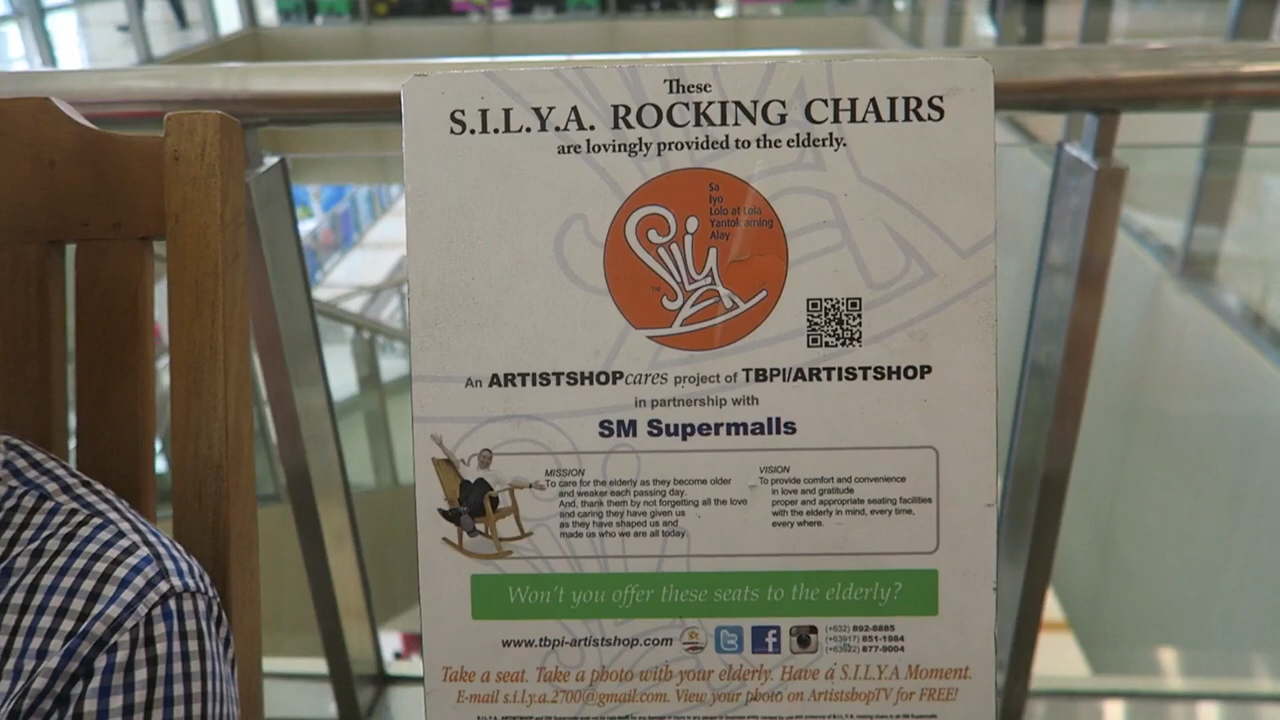 These
S.I.L.Y.A. ROCKING CHAIRS
are lovingly provided to the elderly.
Sa
Iyo
Lolo at Lola
Yantok aming
Alay
SILYA
TM
An ARTISTSHOPcares project of TBPI/ARTISTSHOP
in partnership with
SM Supermalls
MISSION
To care for the elderly as they become older
and weaker each passing day.
And, thank them by not forgetting all the love
and caring they have given us
as they have shaped us and
made us who we are all today.
VISION
To provide comfort and convenience
in love and gratitude
proper and appropriate seating facilities
with the elderly in mind, every time,
every where.
Won't you offer these seats to the elderly?
www.tbpi-artistshop.com
(+632) 892-8885
(+63917) 851-1984
(+63922) 877-9004
Take a seat. Take a photo with your elderly. Have a S.I.L.Y.A Moment.
E-mail s.i.l.y.a.2700@gmail.com. View your photo on ArtistshopTV for FREE!